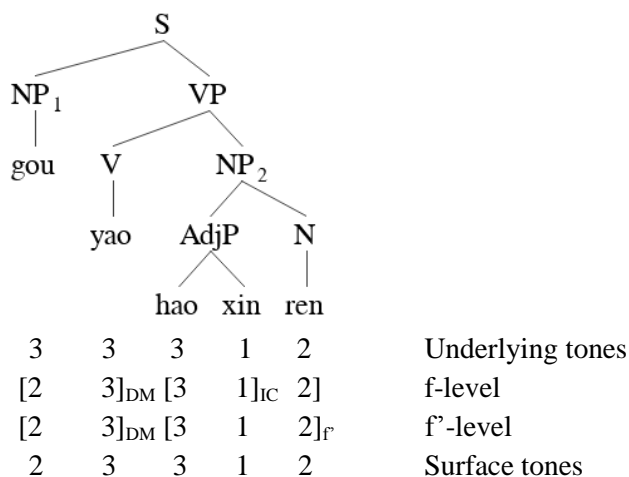 S
NP₁ VP
gou V NP₂
yao AdjP N
hao xin ren
3 3 3 1 2 Underlying tones
[2 3]DM [3 1]IC 2] f-level
[2 3]DM [3 1 2]f’ f’-level
2 3 3 1 2 Surface tones